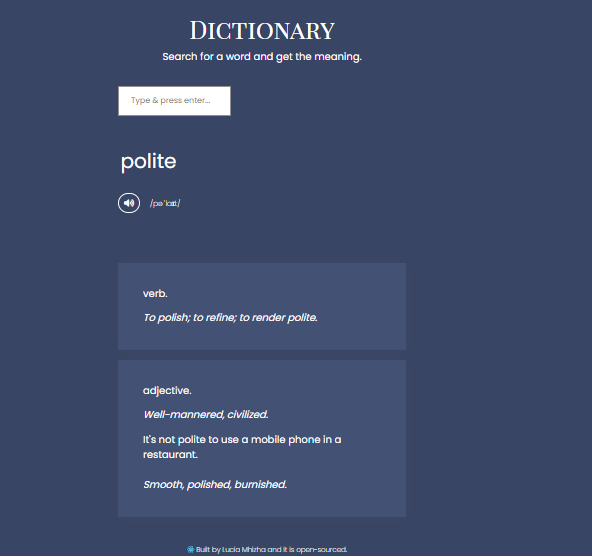 DICTIONARY
Search for a word and get the meaning.
Type & press enter...
polite
/pəˈlaɪt/
verb.
To polish; to refine; to render polite.
adjective.
Well-mannered, civilized.
It's not polite to use a mobile phone in a
restaurant.
Smooth, polished, burnished.
Built by Lucia Mhizha and it is open-sourced.